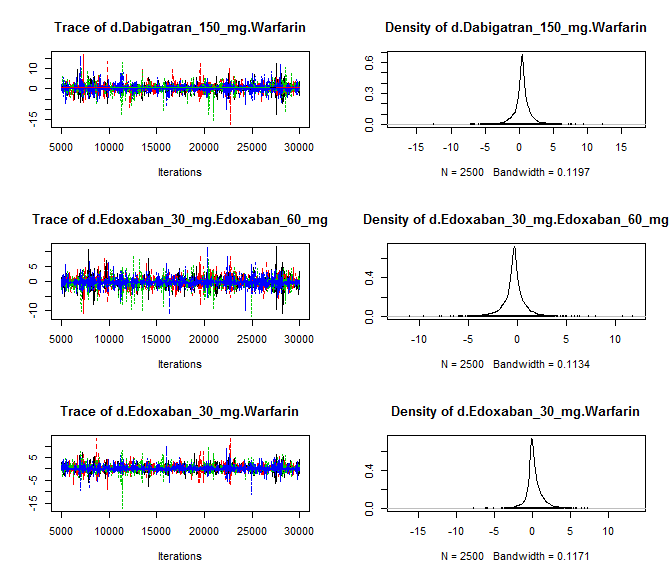 Trace of d.Dabigatran_150_mg.Warfarin
10
0
-15
5000 10000 15000 20000 25000 30000
Iterations
Density of d.Dabigatran_150_mg.Warfarin
0.6
0.3
0.0
-15 -10 -5 0 5 10 15
N = 2500 Bandwidth = 0.1197
Trace of d.Edoxaban_30_mg.Edoxaban_60_mg
5
0
-10
5000 10000 15000 20000 25000 30000
Iterations
Density of d.Edoxaban_30_mg.Edoxaban_60_mg
0.4
0.0
-10 -5 0 5 10
N = 2500 Bandwidth = 0.1134
Trace of d.Edoxaban_30_mg.Warfarin
5
-5
-15
5000 10000 15000 20000 25000 30000
Iterations
Density of d.Edoxaban_30_mg.Warfarin
0.4
0.0
-15 -10 -5 0 5 10
N = 2500 Bandwidth = 0.1171